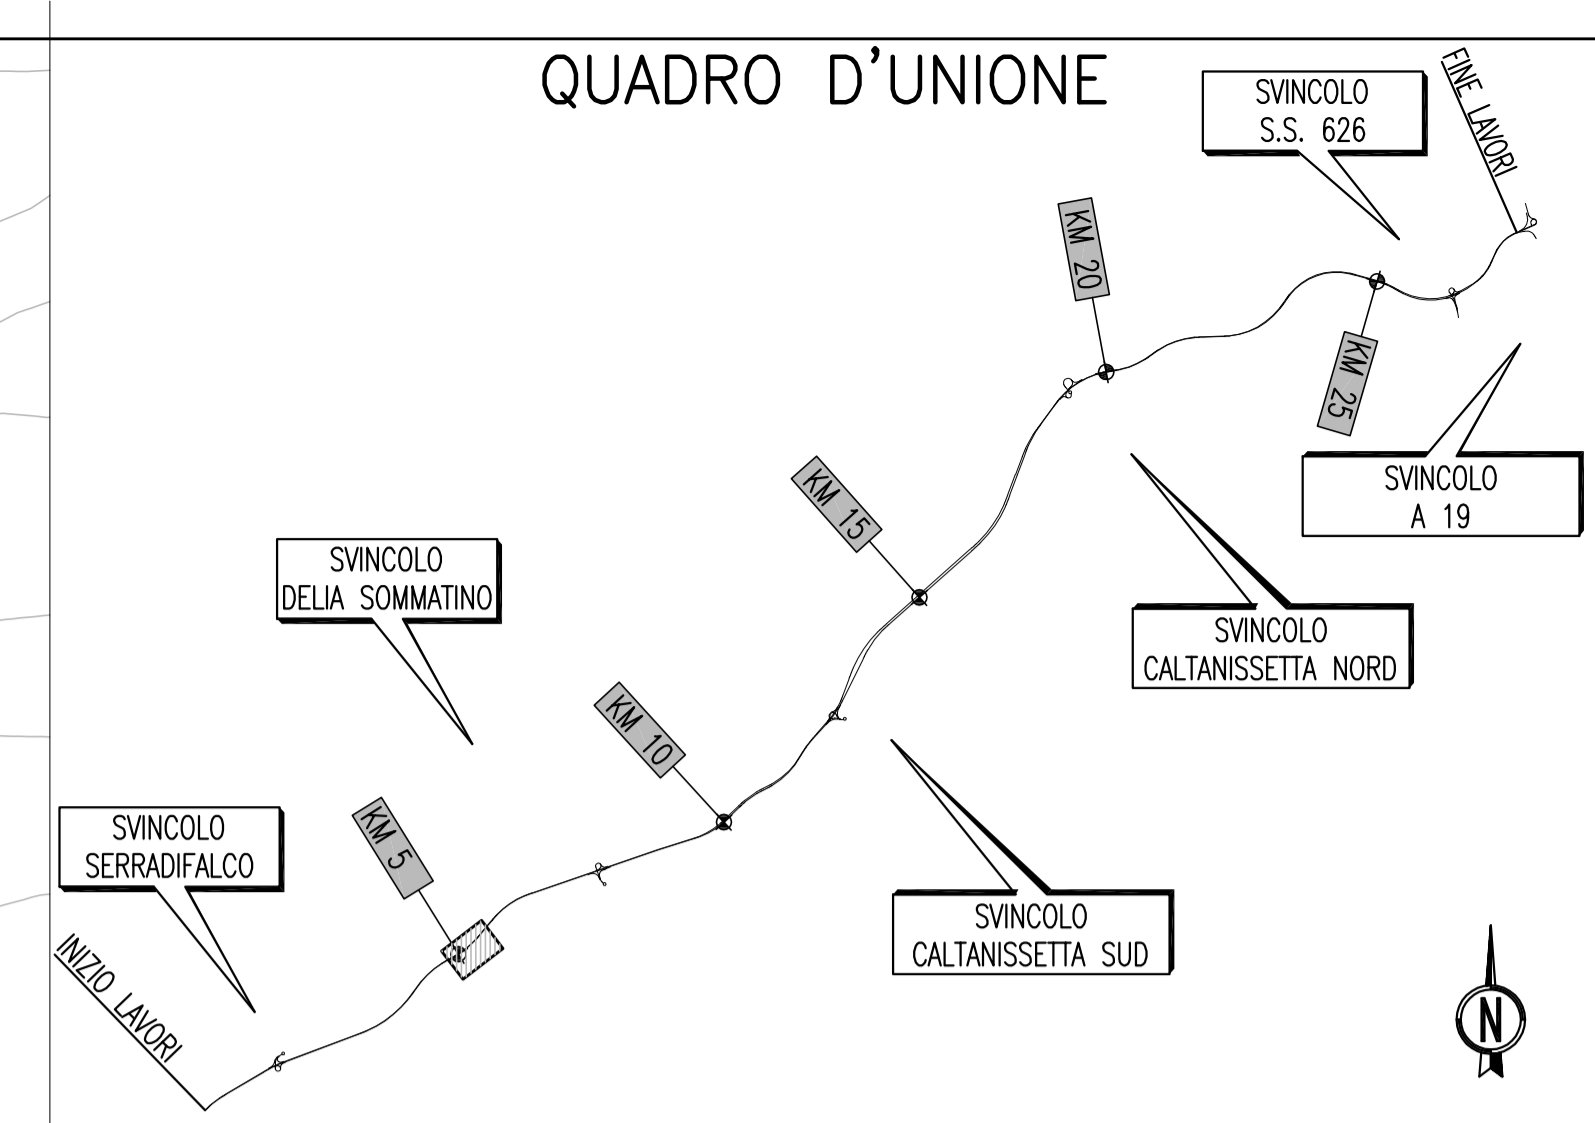 QUADRO D'UNIONE
SVINCOLO
S.S. 626
FINE LAVORI
KM 20
KM 25
SVINCOLO
A 19
KM 15
SVINCOLO
DELIA SOMMATINO
SVINCOLO
CALTANISSETTA NORD
KM 10
KM 5
SVINCOLO
SERRADIFALCO
SVINCOLO
CALTANISSETTA SUD
INIZIO LAVORI
N